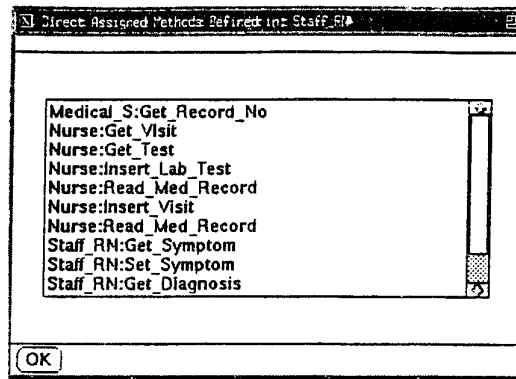 Direct Assigned Methods Defined in: Staff_RN
Medical_S:Get_Record_No
Nurse:Get_Visit
Nurse:Get_Test
Nurse:Insert_Lab_Test
Nurse:Read_Med_Record
Nurse:Insert_Visit
Nurse:Read_Med_Record
Staff_RN:Get_Symptom
Staff_RN:Set_Symptom
Staff_RN:Get_Diagnosis
OK